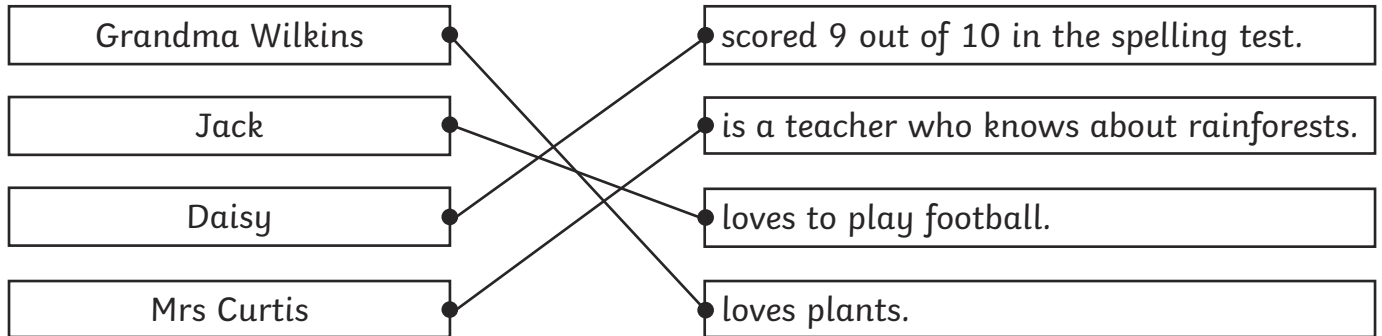 Grandma Wilkins
scored 9 out of 10 in the spelling test.
Jack
is a teacher who knows about rainforests.
Daisy
loves to play football.
Mrs Curtis
loves plants.